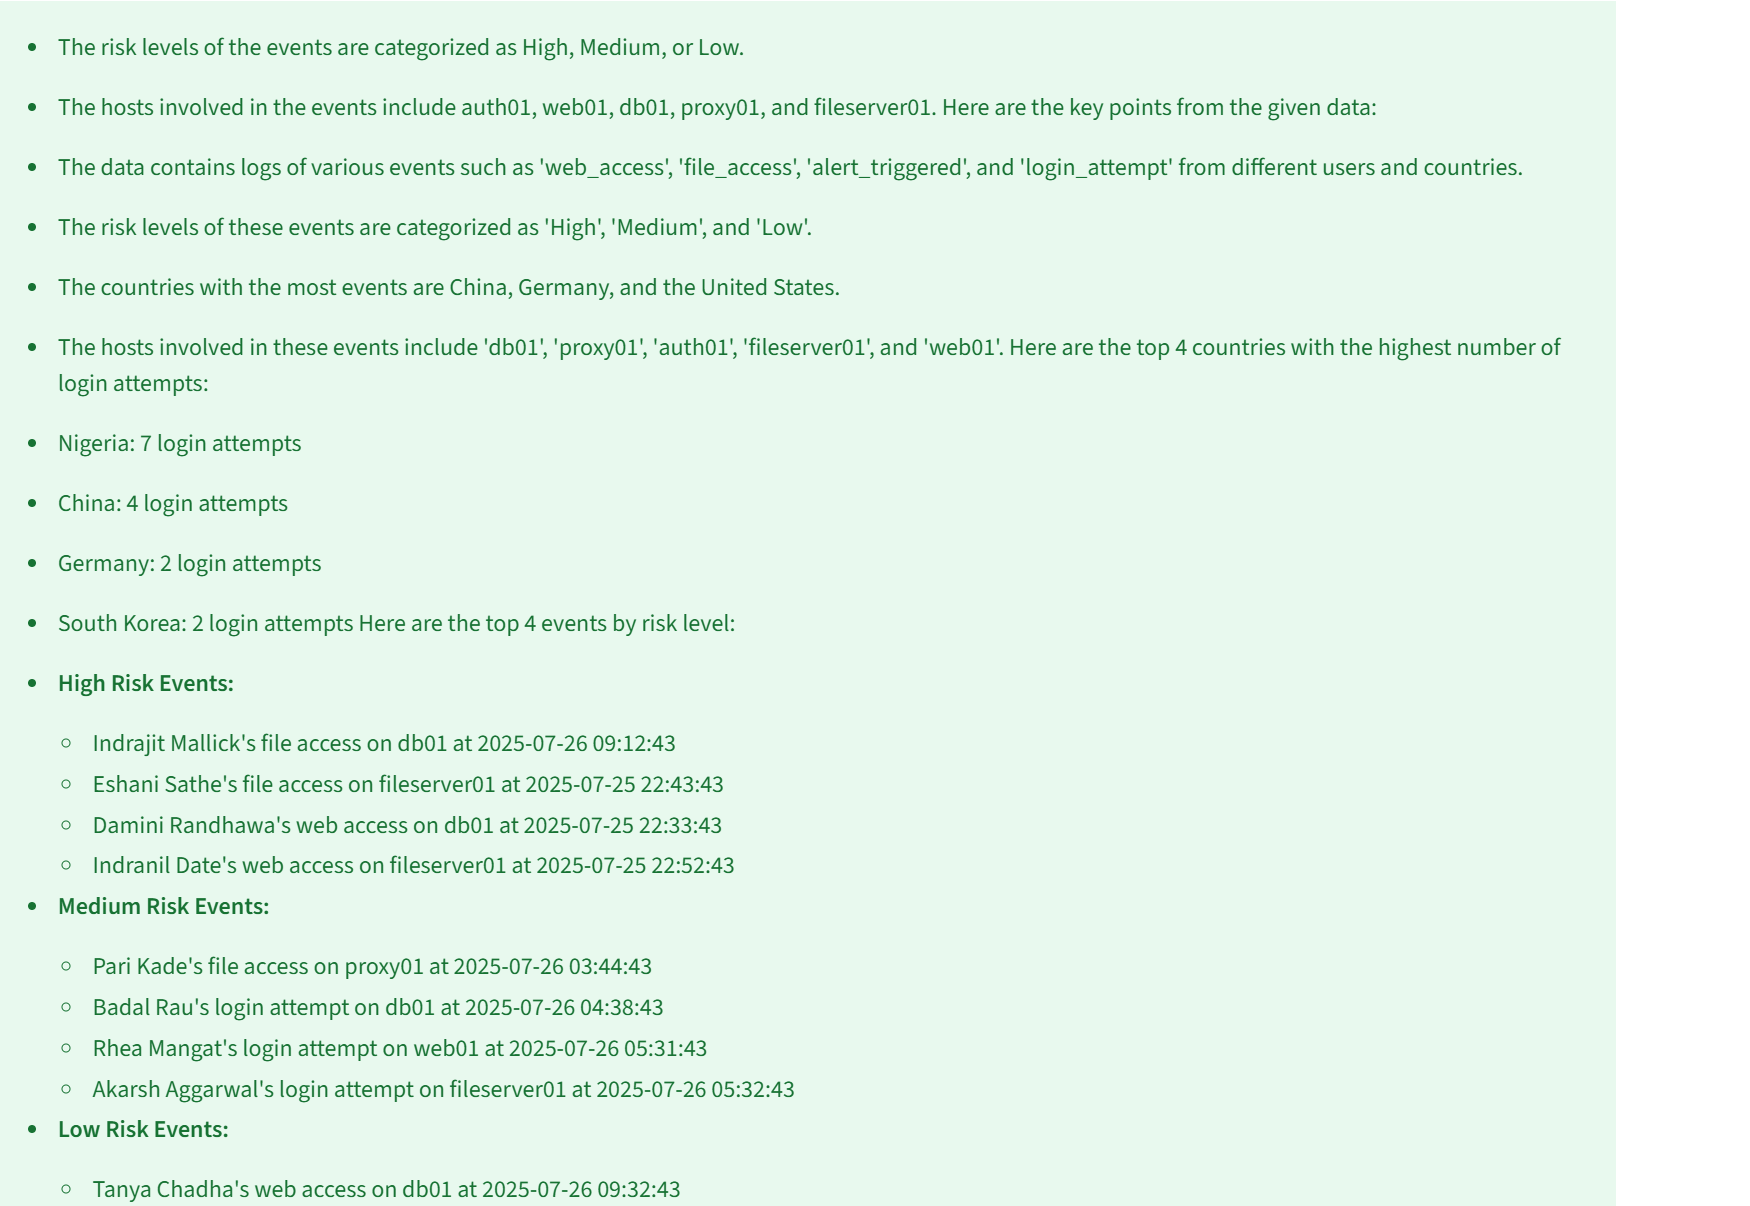 The risk levels of the events are categorized as High, Medium, or Low.
The hosts involved in the events include auth01, web01, db01, proxy01, and fileserver01. Here are the key points from the given data:
The data contains logs of various events such as 'web_access', 'file_access', 'alert_triggered', and 'login_attempt' from different users and countries.
The risk levels of these events are categorized as 'High', 'Medium', and 'Low'.
The countries with the most events are China, Germany, and the United States.
The hosts involved in these events include 'db01', 'proxy01', 'auth01', 'fileserver01', and 'web01'. Here are the top 4 countries with the highest number of
login attempts:
Nigeria: 7 login attempts
China: 4 login attempts
Germany: 2 login attempts
South Korea: 2 login attempts Here are the top 4 events by risk level:
High Risk Events:
Indrajit Mallick's file access on db01 at 2025-07-26 09:12:43
Eshani Sathe's file access on fileserver01 at 2025-07-25 22:43:43
Damini Randhawa's web access on db01 at 2025-07-25 22:33:43
Indranil Date's web access on fileserver01 at 2025-07-25 22:52:43
Medium Risk Events:
Pari Kade's file access on proxy01 at 2025-07-26 03:44:43
Badal Rau's login attempt on db01 at 2025-07-26 04:38:43
Rhea Mangat's login attempt on web01 at 2025-07-26 05:31:43
Akarsh Aggarwal's login attempt on fileserver01 at 2025-07-26 05:32:43
Low Risk Events:
Tanya Chadha's web access on db01 at 2025-07-26 09:32:43